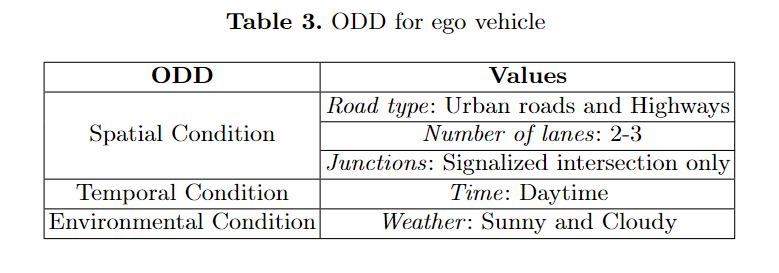 Table 3. ODD for ego vehicle
ODD Values
Spatial Condition
Road type: Urban roads and Highways
Number of lanes: 2-3
Junctions: Signalized intersection only
Temporal Condition Time: Daytime
Environmental Condition Weather: Sunny and Cloudy